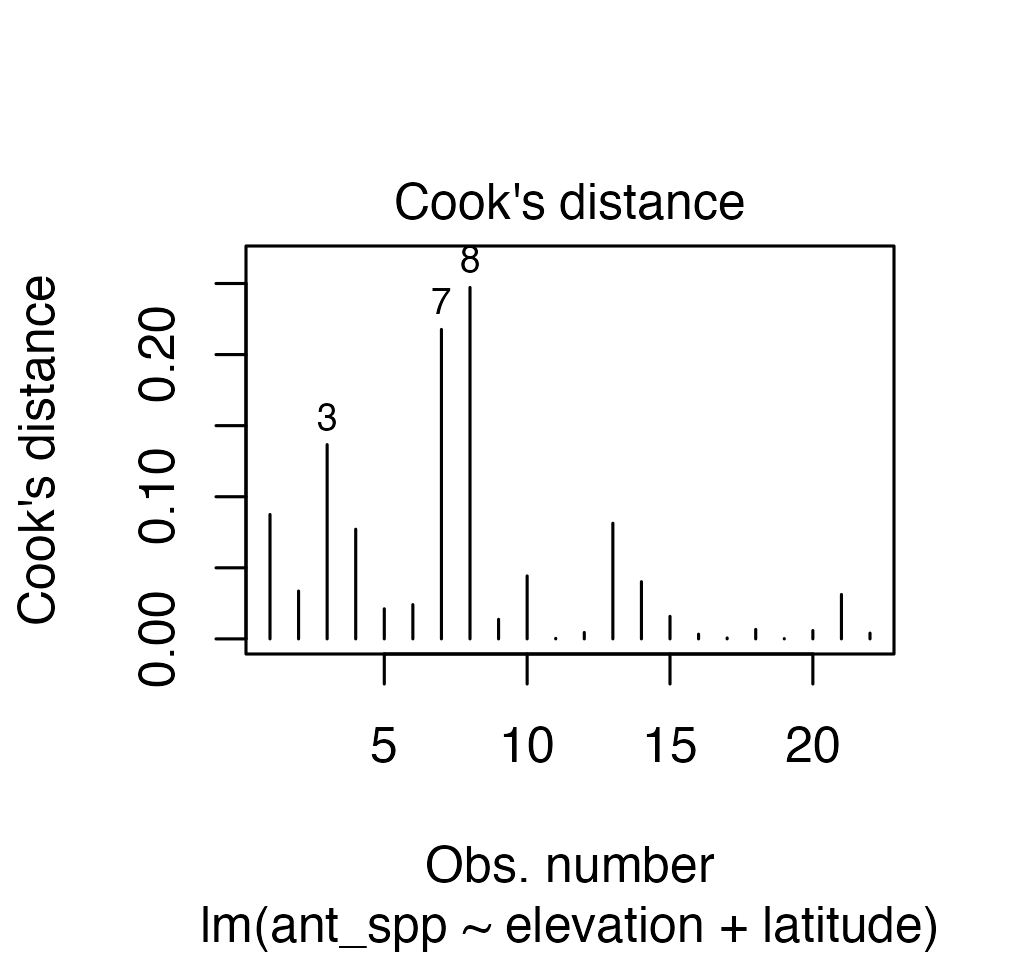 Cook's distance
8
7
3
Cook's distance
0.00 0.10 0.20
5 10 15 20
Obs. number
lm(ant_spp ~ elevation + latitude)